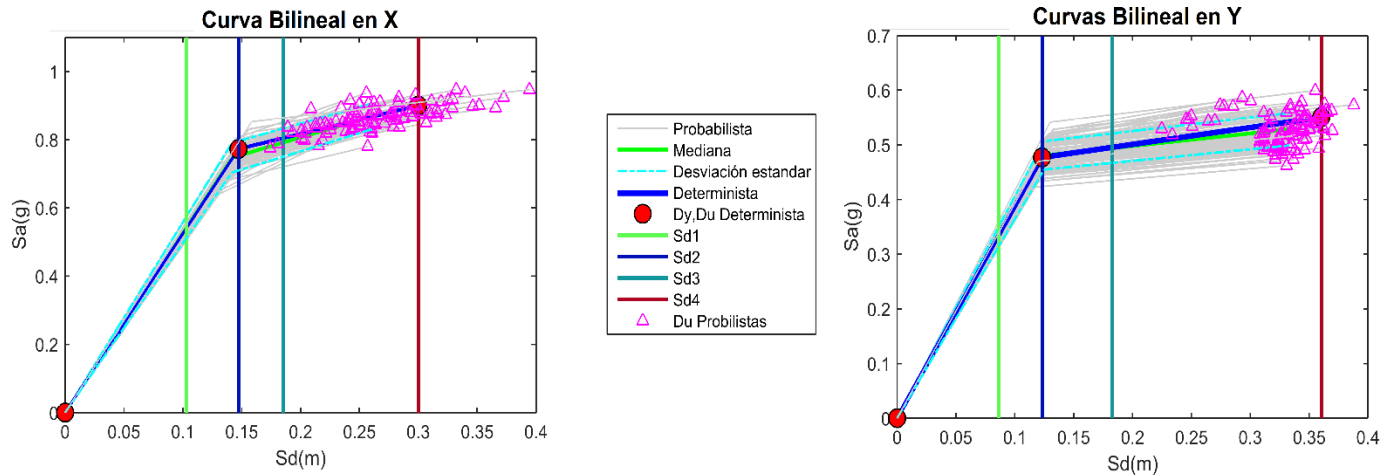 Curva Bilineal en X
1
0.8
0.6
0.4
0.2
0
Sa(g)
0 0.05 0.1 0.15 0.2 0.25 0.3 0.35 0.4
Sd(m)
Probabilista
Mediana
Desviación estandar
Determinista
Dy,Du Determinista
Sd1
Sd2
Sd3
Sd4
Du Probilistas
Curvas Bilineal en Y
0.7
0.6
0.5
0.4
0.3
0.2
0.1
0
Sa(g)
0 0.05 0.1 0.15 0.2 0.25 0.3 0.35 0.4
Sd(m)